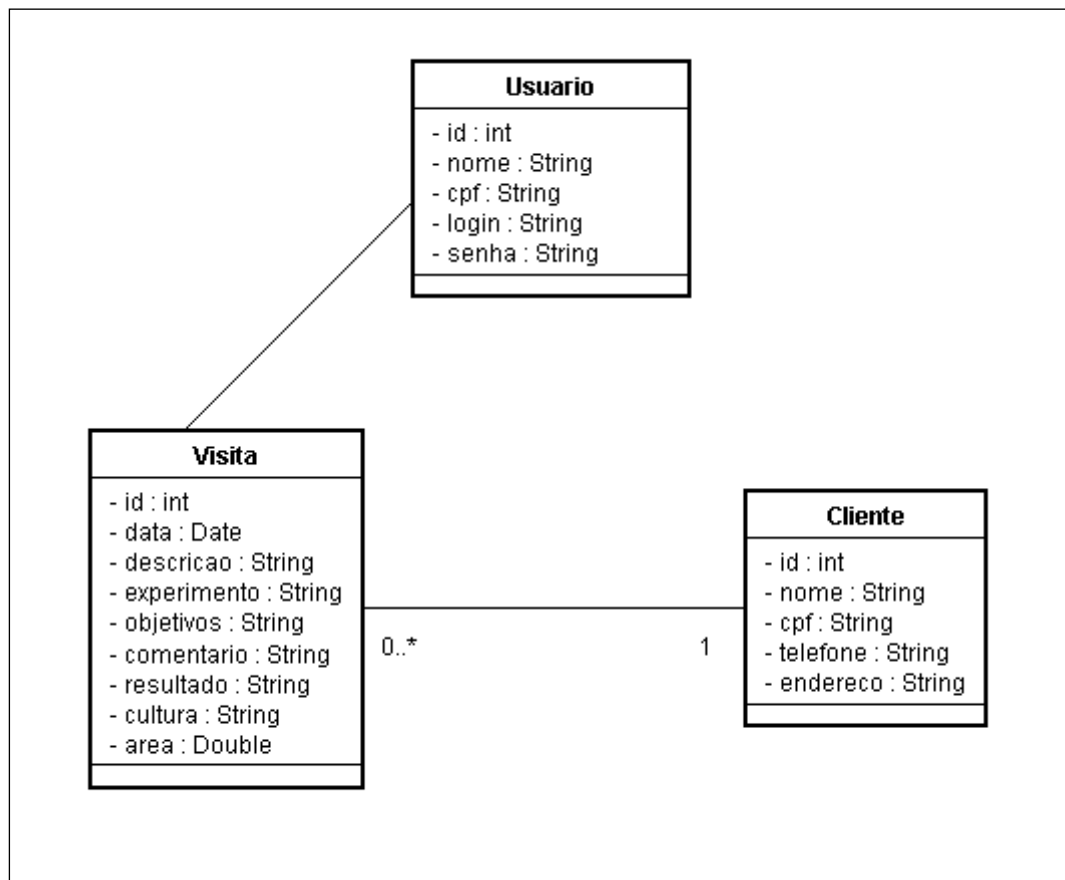 Usuario
- id : int
- nome : String
- cpf : String
- login : String
- senha : String
Visita
- id : int
- data : Date
- descricao : String
- experimento : String
- objetivos : String
- comentario : String
- resultado : String
- cultura : String
- area : Double
0..*
1
Cliente
- id : int
- nome : String
- cpf : String
- telefone : String
- endereco : String